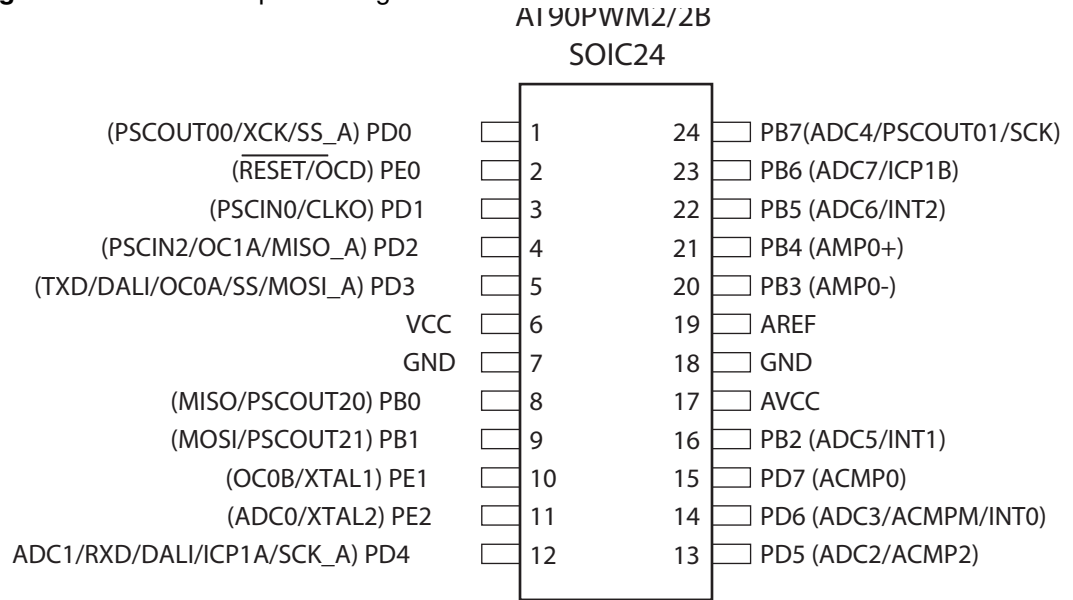 AT90PWM2/2B
SOIC24
(PSCOUT00/XCK/SS_A) PD0 1 24 PB7(ADC4/PSCOUT01/SCK)
(RESET/OCD) PE0 2 23 PB6 (ADC7/ICP1B)
(PSCIN0/CLKO) PD1 3 22 PB5 (ADC6/INT2)
(PSCIN2/OC1A/MISO_A) PD2 4 21 PB4 (AMP0+)
(TXD/DALI/OC0A/SS/MOSI_A) PD3 5 20 PB3 (AMP0-)
VCC 6 19 AREF
GND 7 18 GND
(MISO/PSCOUT20) PB0 8 17 AVCC
(MOSI/PSCOUT21) PB1 9 16 PB2 (ADC5/INT1)
(OC0B/XTAL1) PE1 10 15 PD7 (ACMP0)
(ADC0/XTAL2) PE2 11 14 PD6 (ADC3/ACMPM/INT0)
ADC1/RXD/DALI/ICP1A/SCK_A) PD4 12 13 PD5 (ADC2/ACMP2)